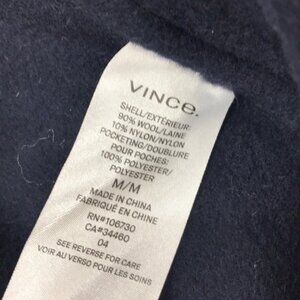 VINCE.
SHELL/EXTÉRIEUR:
90% WOOL/LAINE
10% NYLON/NYLON
POCKETING/DOUBLURE
POUR POCHES:
100% POLYESTER/
POLYESTER
M/M
MADE IN CHINA
FABRIQUÉ EN CHINE
RN#106730
CA#34460
04
SEE REVERSE FOR CARE
VOIR AU VERSO POUR LES SOINS